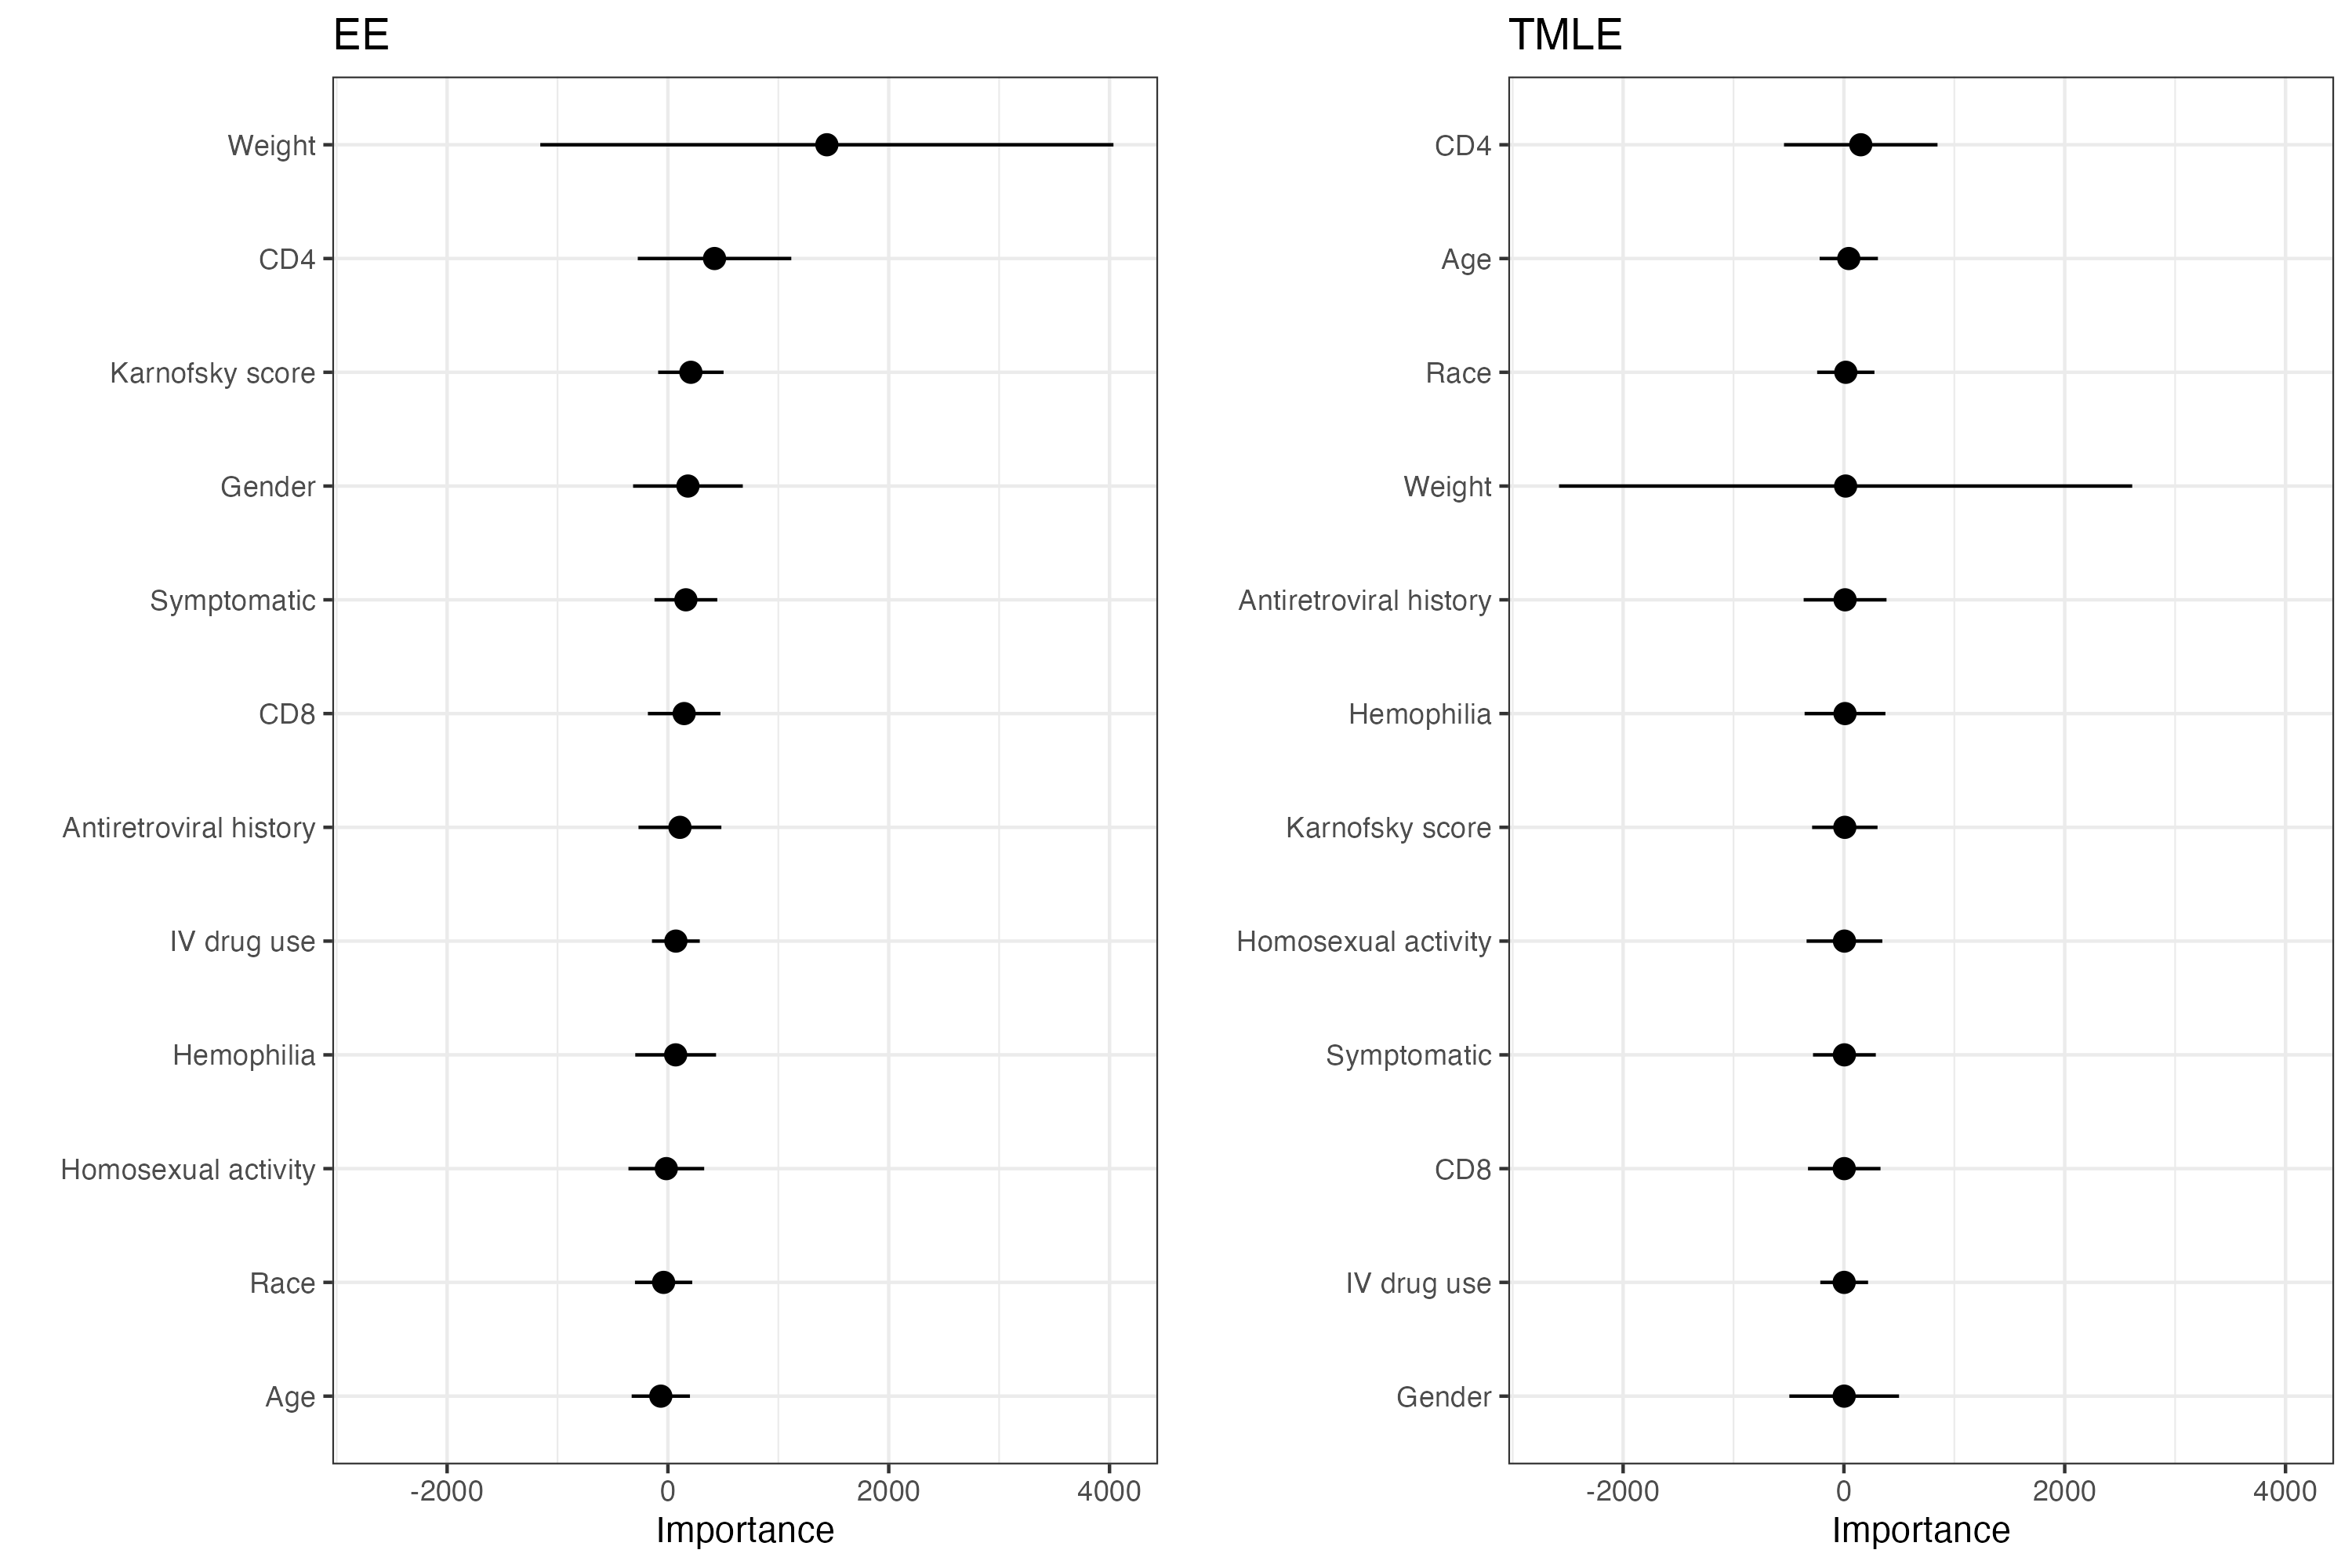 EE
Weight
CD4
Karnofsky score
Gender
Symptomatic
CD8
Antiretroviral history
IV drug use
Hemophilia
Homosexual activity
Race
Age
-2000 0 2000 4000
Importance
TMLE
CD4
Age
Race
Weight
Antiretroviral history
Hemophilia
Karnofsky score
Homosexual activity
Symptomatic
CD8
IV drug use
Gender
-2000 0 2000 4000
Importance